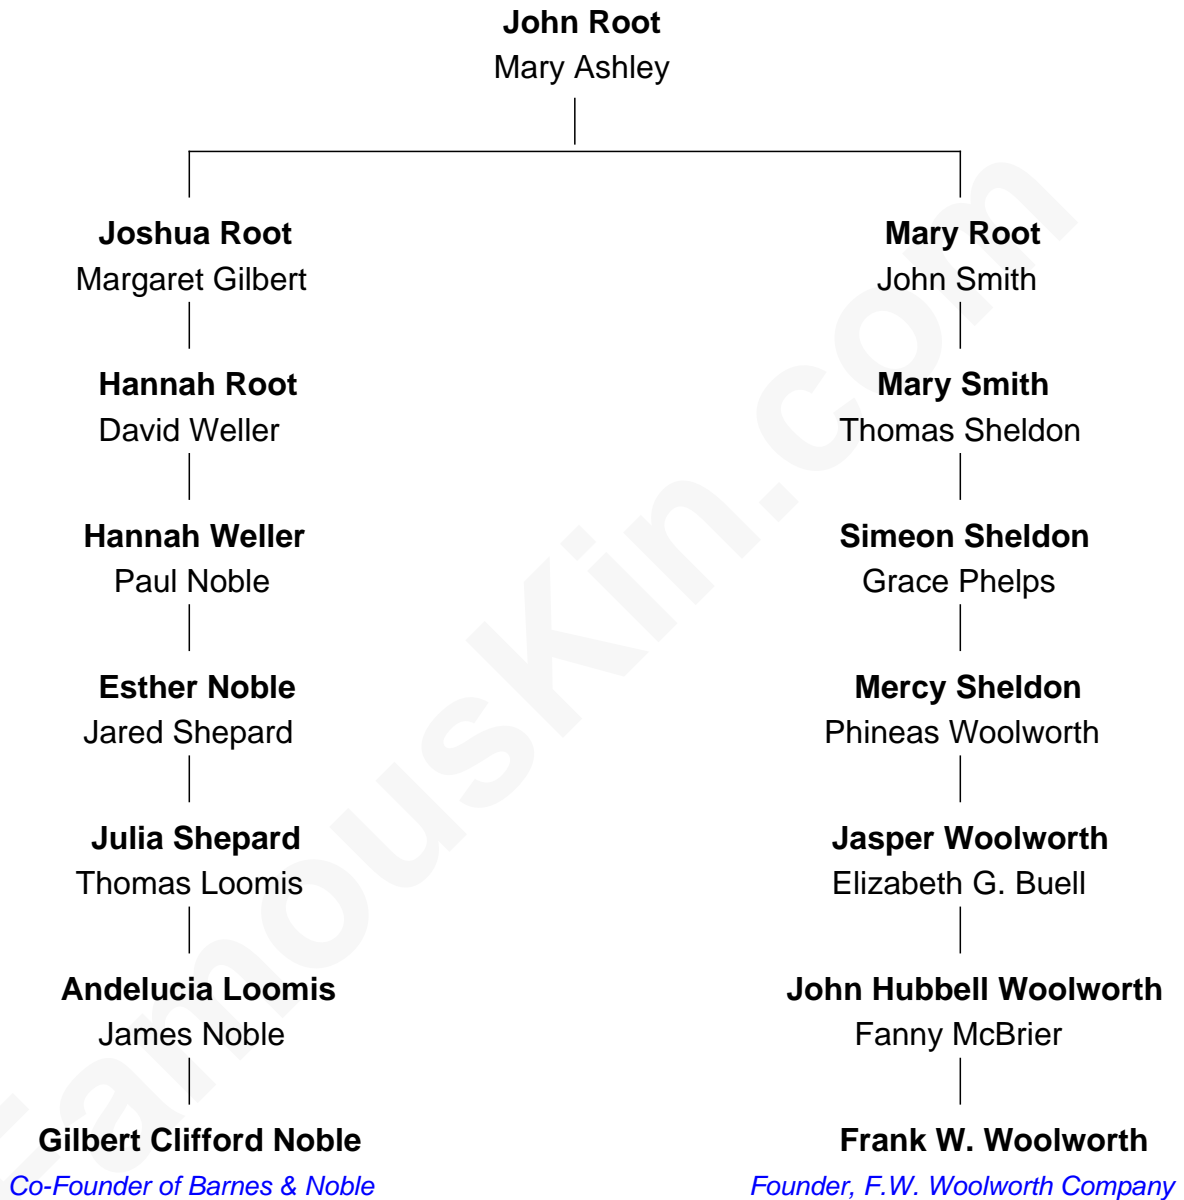 John Root
Mary Ashley
Joshua Root
Margaret Gilbert
Mary Root
John Smith
Hannah Root
David Weller
Mary Smith
Thomas Sheldon
Hannah Weller
Paul Noble
Simeon Sheldon
Grace Phelps
Esther Noble
Jared Shepard
Mercy Sheldon
Phineas Woolworth
Julia Shepard
Thomas Loomis
Jasper Woolworth
Elizabeth G. Buell
Andelucia Loomis
James Noble
John Hubbell Woolworth
Fanny McBrier
Gilbert Clifford Noble
Co-Founder of Barnes & Noble
Frank W. Woolworth
Founder, F.W. Woolworth Company
FamousKin.com